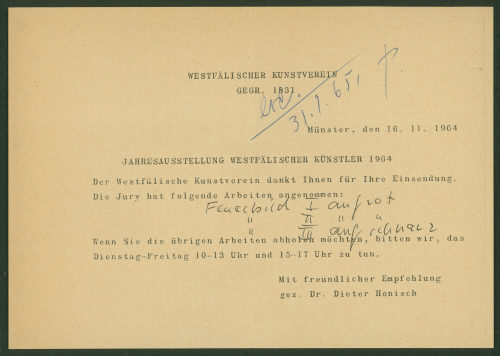 WESTFÄLISCHER KUNSTVEREIN
GEGR. 1831
31.1.65,
Münster, den 16. 11. 1964
JAHRESAUSSTELLUNG WESTFÄLISCHER KÜNSTLER 1964
Der Westfälische Kunstverein dankt Ihnen für Ihre Einsendung.
Die Jury hat folgende Arbeiten angenommen:
Feuerbild I auf rot
" II " "
" III auf schwarz
Wenn Sie die übrigen Arbeiten abholen möchten, bitten wir, das
Dienstag-Freitag 10-13 Uhr und 15-17 Uhr zu tun.
Mit freundlicher Empfehlung
gez. Dr. Dieter Honisch